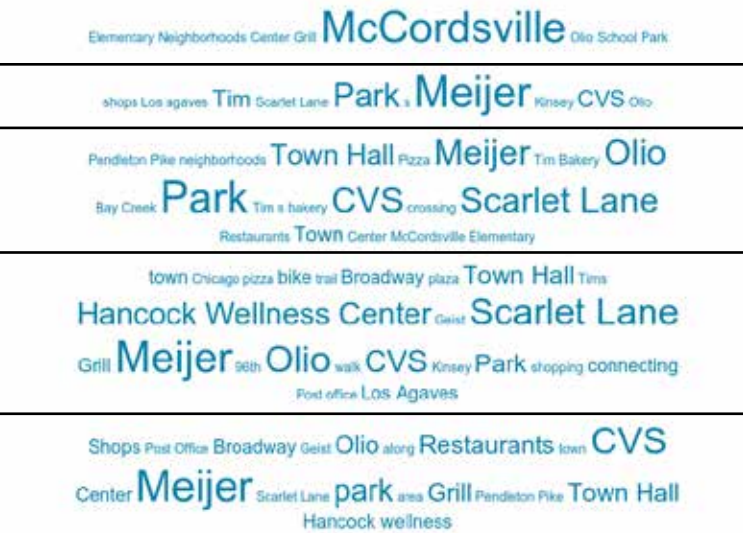 Elementary Neighborhoods Center Grill McCordsville Olio School Park
shops Los agaves Tim Scarlet Lane Park s Meijer Kinsey CVS Olio
Pendleton Pike neighborhoods Town Hall Pizza Meijer Tim Bakery Olio
Bay Creek Park Tim s bakery CVS crossing Scarlet Lane
Restaurants Town Center McCordsville Elementary
town Chicago pizza bike trail Broadway plaza Town Hall Tims
Hancock Wellness Center Geist Scarlet Lane
Grill Meijer 96th Olio walk CVS Kinsey Park shopping connecting
Post office Los Agaves
Shops Post Office Broadway Geist Olio along Restaurants town CVS
Center Meijer Scarlet Lane park area Grill Pendleton Pike Town Hall
Hancock wellness